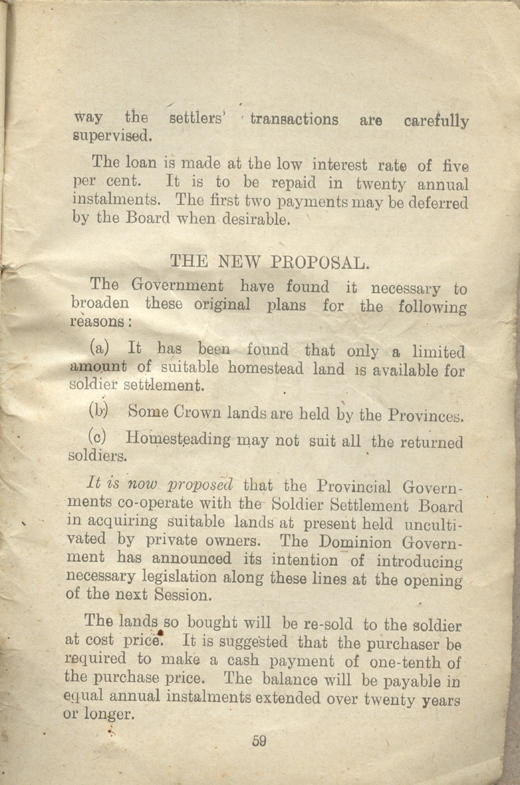 way the settlers' transactions are carefully
supervised.
The loan is made at the low interest rate of five
per cent. It is to be repaid in twenty annual
instalments. The first two payments may be deferred
by the Board when desirable.
THE NEW PROPOSAL.
The Government have found it necessary to
broaden these original plans for the following
reasons:
(a) It has been found that only a limited
amount of suitable homestead land is available for
soldier settlement.
(b) Some Crown lands are held by the Provinces.
(c) Homesteading may not suit all the returned
soldiers.
It is now proposed that the Provincial Govern-
ments co-operate with the Soldier Settlement Board
in acquiring suitable lands at present held unculti-
vated by private owners. The Dominion Govern-
ment has announced its intention of introducing
necessary legislation along these lines at the opening
of the next Session.
The lands so bought will be re-sold to the soldier
at cost price. It is suggested that the purchaser be
required to make a cash payment of one-tenth of
the purchase price. The balance will be payable in
equal annual instalments extended over twenty years
or longer.
59